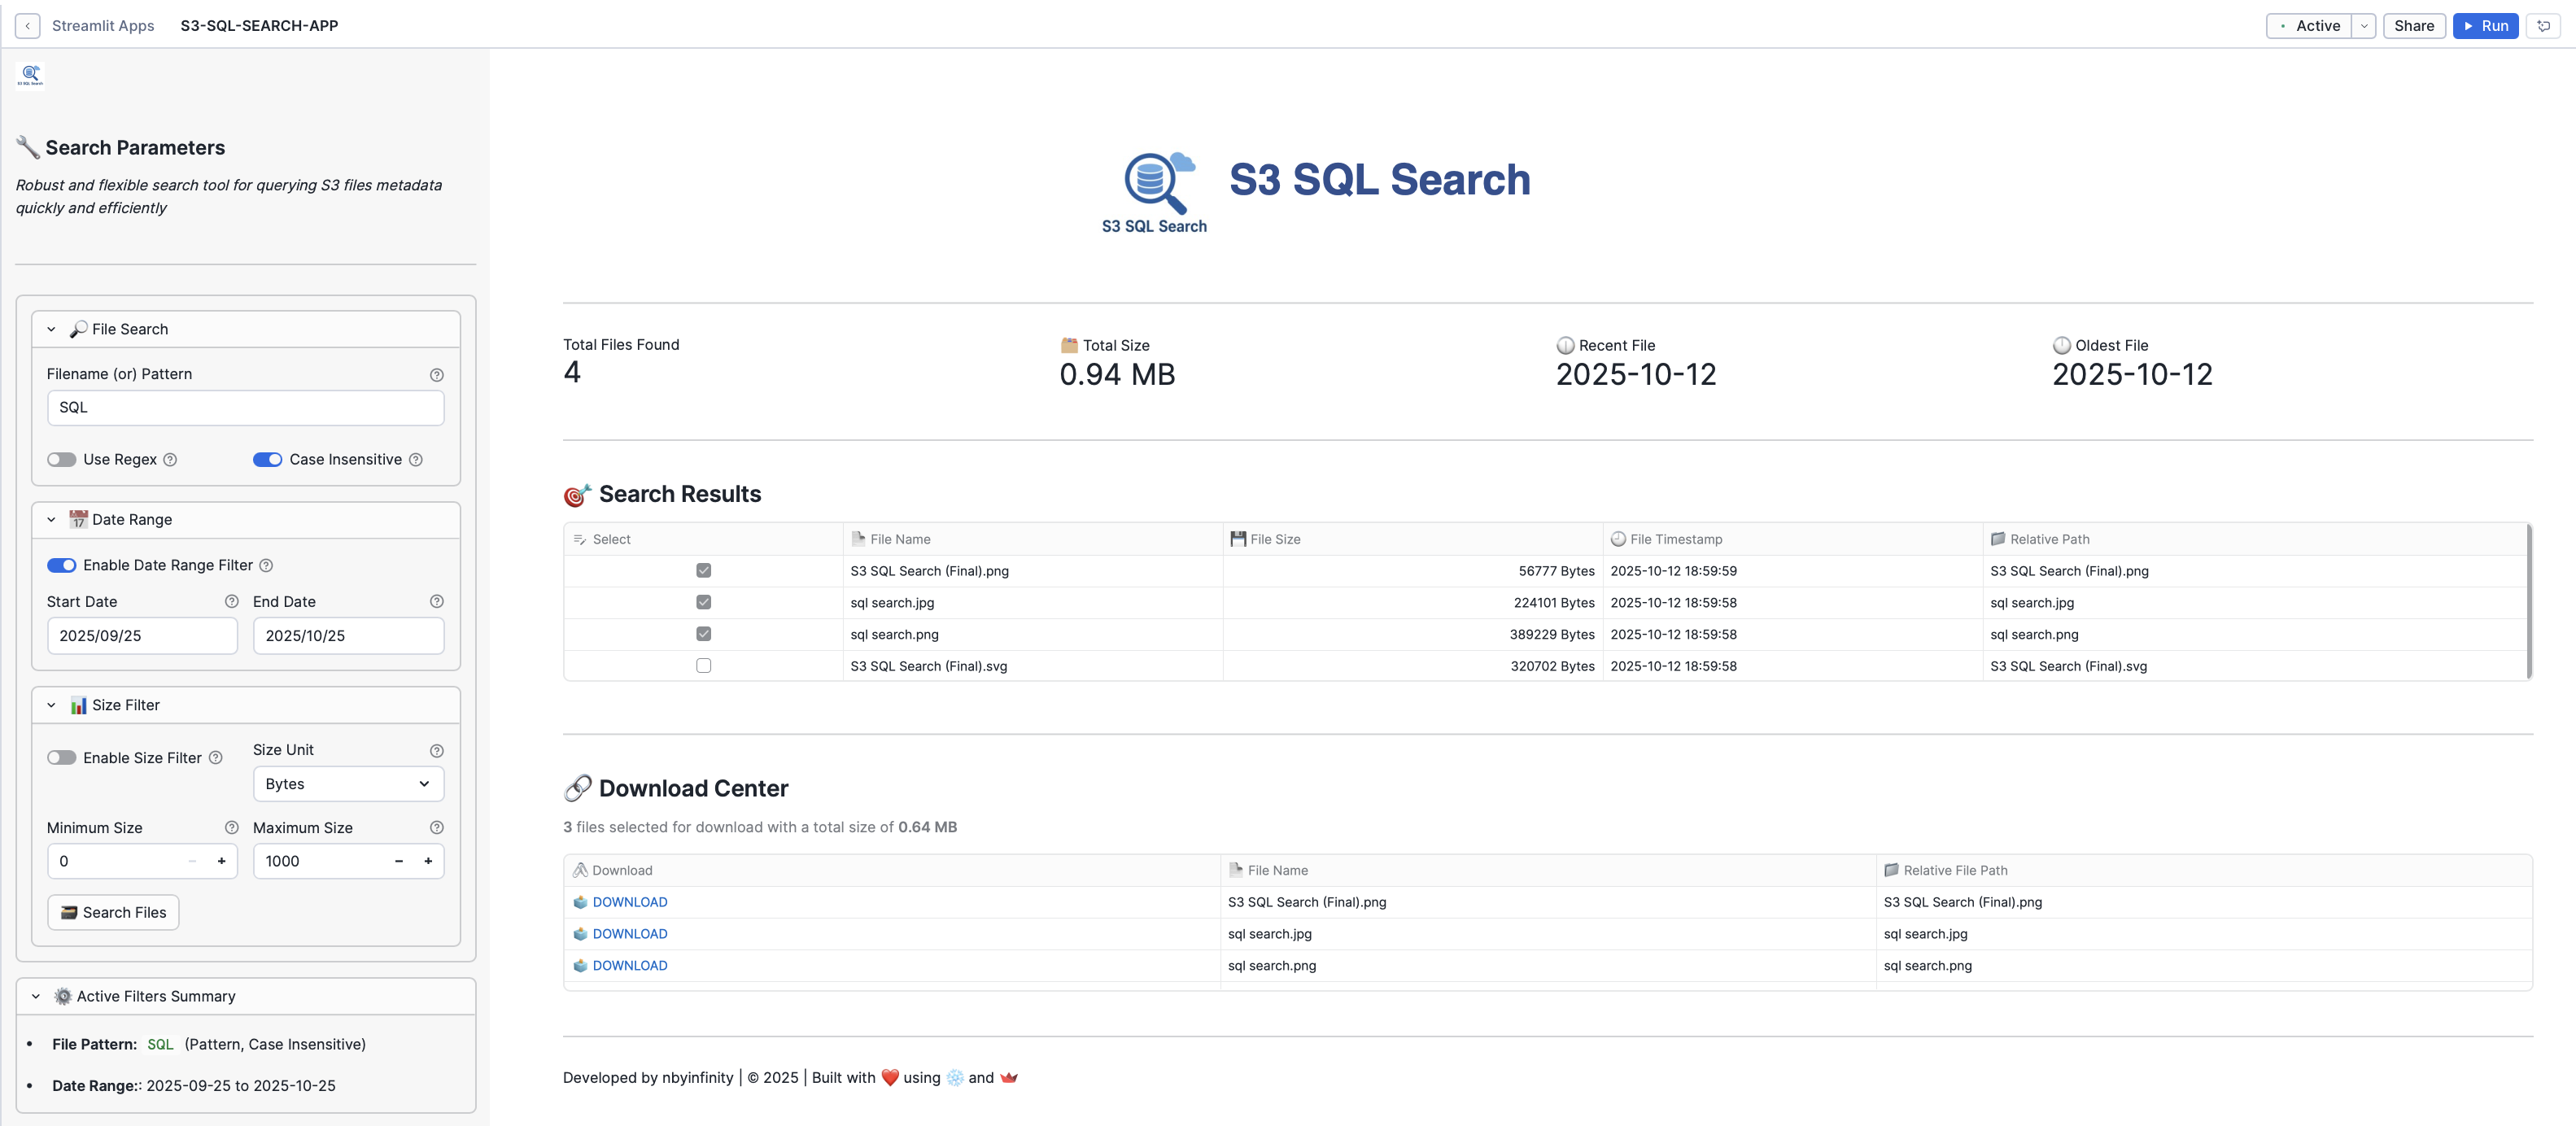 Streamlit Apps
S3-SQL-SEARCH-APP
Active
Share
Run
S3 SQL Search
Search Parameters
Robust and flexible search tool for querying S3 files metadata
quickly and efficiently
File Search
Filename (or) Pattern
SQL
Use Regex
Case Insensitive
17 Date Range
Enable Date Range Filter
Start Date
End Date
2025/09/25
2025/10/25
Size Filter
Enable Size Filter
Size Unit
Bytes
Minimum Size
Maximum Size
0
1000
Search Files
Active Filters Summary
• File Pattern: SQL (Pattern, Case Insensitive)
• Date Range:: 2025-09-25 to 2025-10-25
S3 SQL Search
S3 SQL Search
Total Files Found
4
Total Size
0.94 MB
Recent File
2025-10-12
Oldest File
2025-10-12
Search Results
Select File Name File Size File Timestamp Relative Path
S3 SQL Search (Final).png 56777 Bytes 2025-10-12 18:59:59 S3 SQL Search (Final).png
sql search.jpg 224101 Bytes 2025-10-12 18:59:58 sql search.jpg
sql search.png 389229 Bytes 2025-10-12 18:59:58 sql search.png
S3 SQL Search (Final).svg 320702 Bytes 2025-10-12 18:59:58 S3 SQL Search (Final).svg
Download Center
3 files selected for download with a total size of 0.64 MB
Download File Name Relative File Path
DOWNLOAD S3 SQL Search (Final).png S3 SQL Search (Final).png
DOWNLOAD sql search.jpg sql search.jpg
DOWNLOAD sql search.png sql search.png
Developed by nbyinfinity | © 2025 | Built with ❤️ using ❄️ and